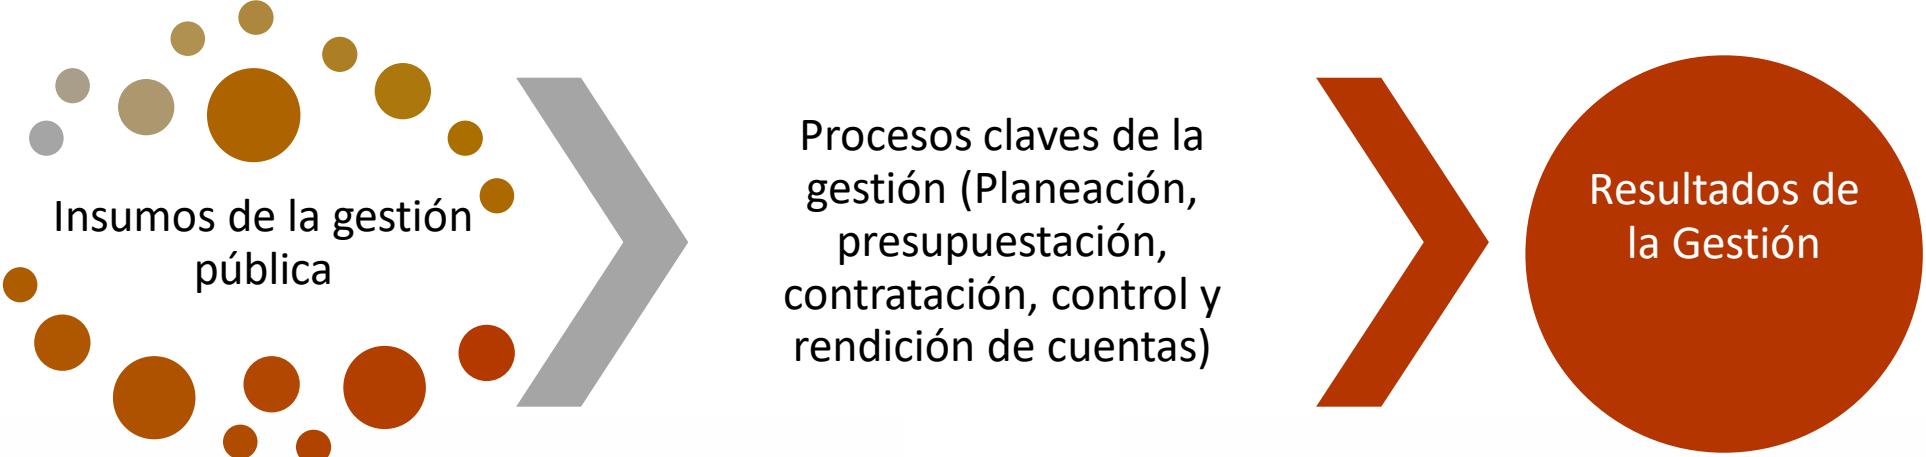 Insumos de la gestión
pública
Procesos claves de la
gestión (Planeación,
presupuestación,
contratación, control y
rendición de cuentas)
Resultados de
la Gestión